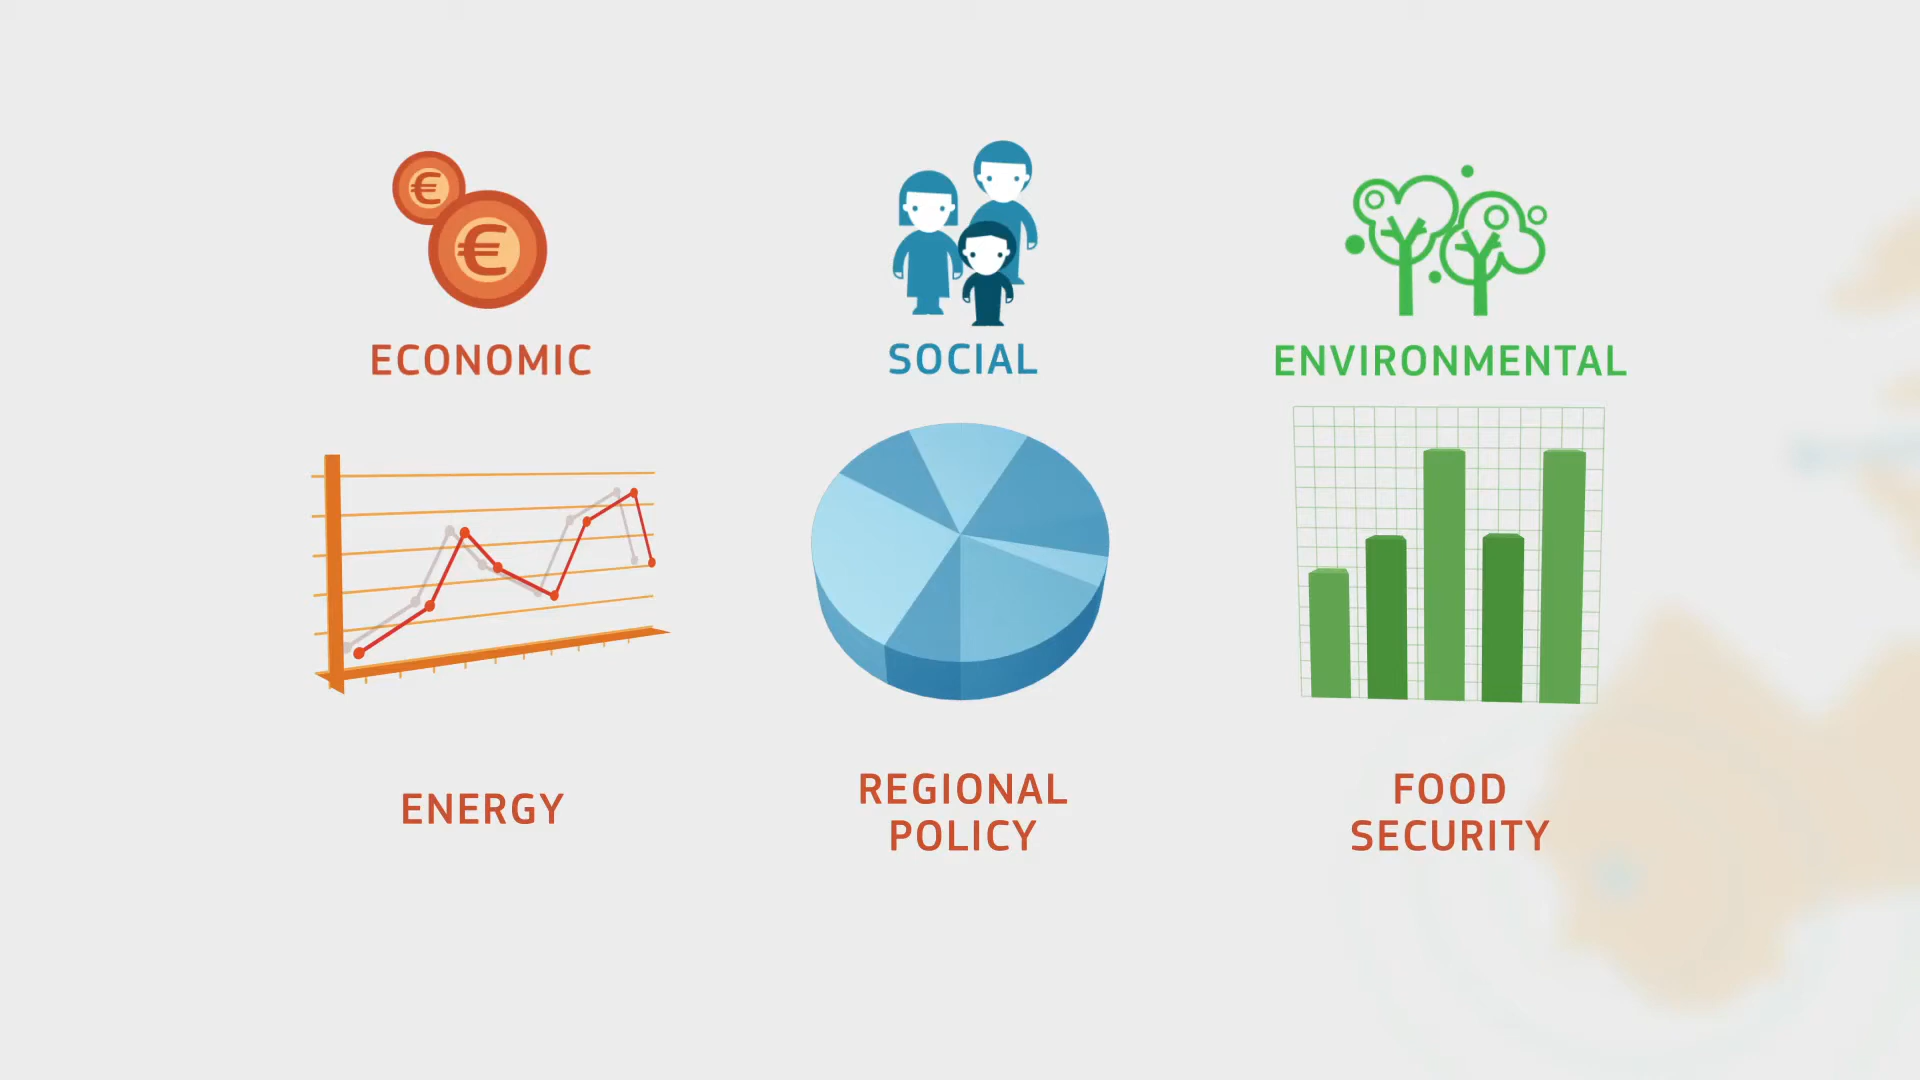 €
€
ECONOMIC
SOCIAL
ENVIRONMENTAL
ENERGY
REGIONAL
POLICY
FOOD
SECURITY